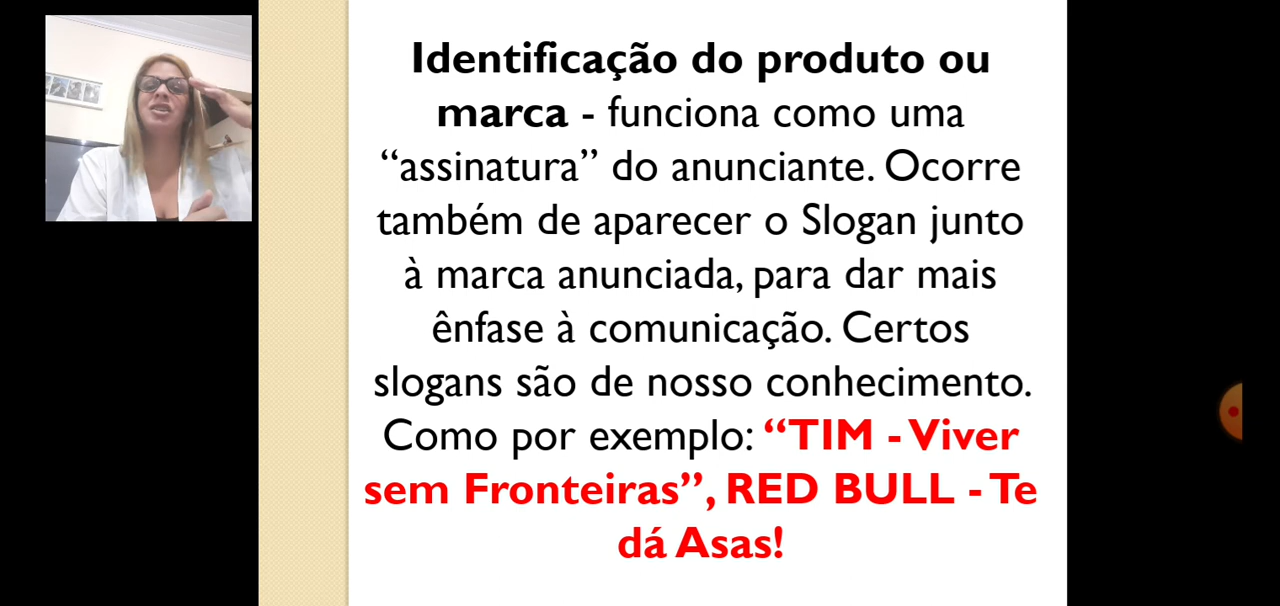 Identificação do produto ou
marca - funciona como uma
“assinatura” do anunciante. Ocorre
também de aparecer o Slogan junto
à marca anunciada, para dar mais
ênfase à comunicação. Certos
slogans são de nosso conhecimento.
Como por exemplo: “TIM - Viver
sem Fronteiras”, RED BULL - Te
dá Asas!